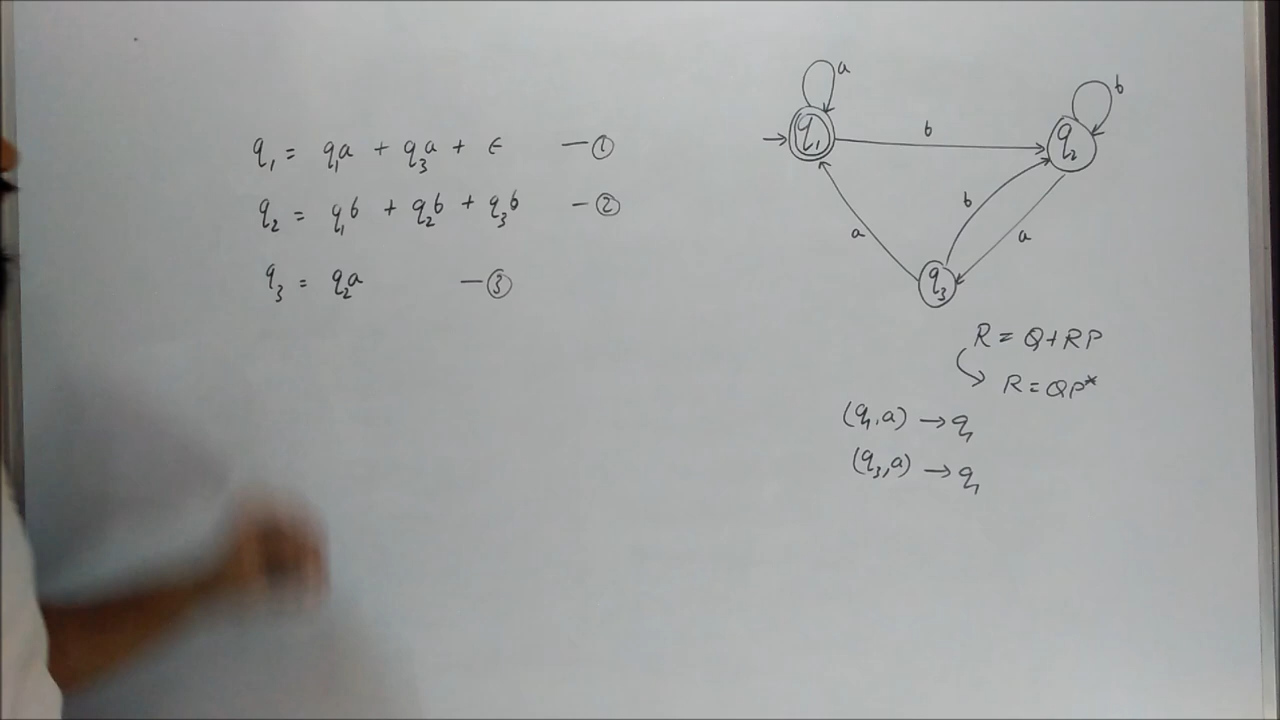 q₁ = q₁a + q₃a + ϵ — ①
q₂ = q₁b + q₂b + q₃b — ②
q₃ = q₂a — ③
a
b
q₁
b
q₂
b
a
a
q₃
R = Q + RP
R = QP*
(q₁,a) → q₁
(q₃,a) → q₁